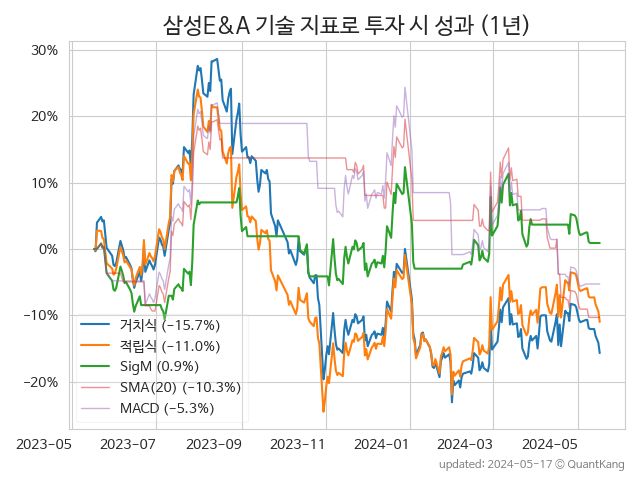 삼성E&A 기술 지표로 투자 시 성과 (1년)
30%
20%
10%
0%
−10%
−20%
거치식 (−15.7%)
적립식 (−11.0%)
SigM (0.9%)
SMA(20) (−10.3%)
MACD (−5.3%)
2023−05 2023−07 2023−09 2023−11 2024−01 2024−03 2024−05
updated: 2024−05−17 ⓒ QuantKang